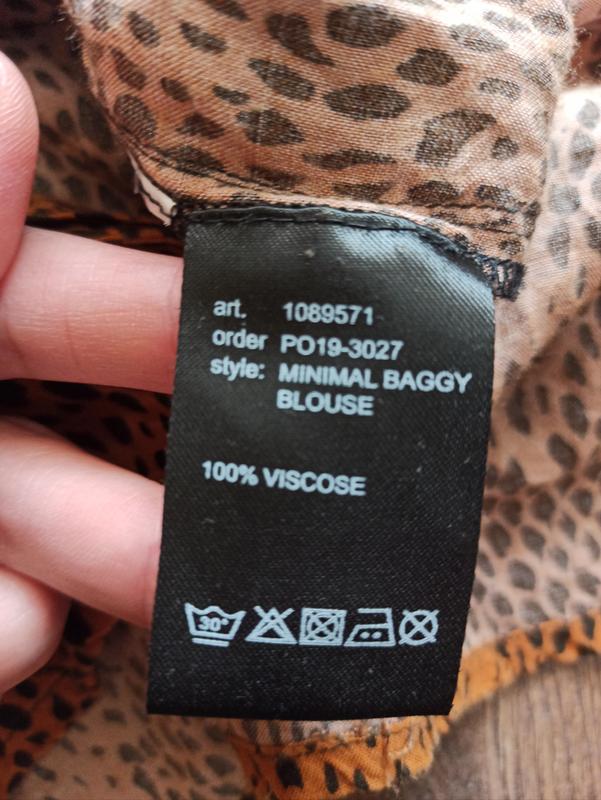 art. 1089571
order PO19-3027
style: MINIMAL BAGGY
BLOUSE
100% VISCOSE
30°